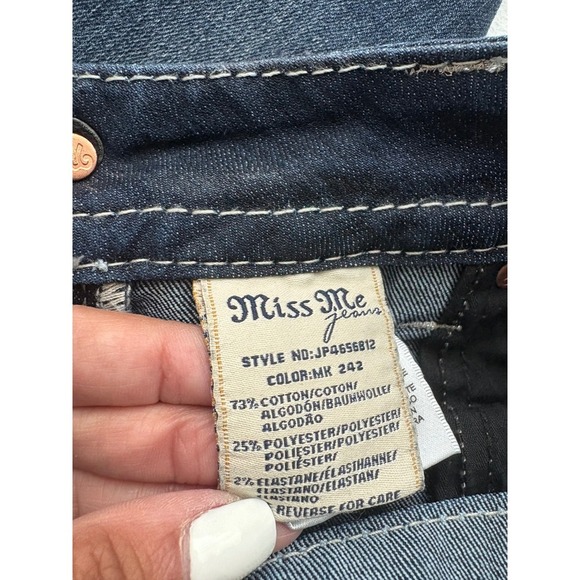 Miss Me
jeans
STYLE NO:JP4656B12
COLOR:MK 242
73% COTTON/COTON/
ALGODÓN/BAUMWOLLE/
ALGODÃO
25% POLYESTER/POLYESTER/
POLIÉSTER/POLYESTER/
POLIÉSTER/
2% ELASTANE/ÉLASTHANNE/
ELASTANO/ELASTAN/
ELASTANO
REVERSE FOR CARE